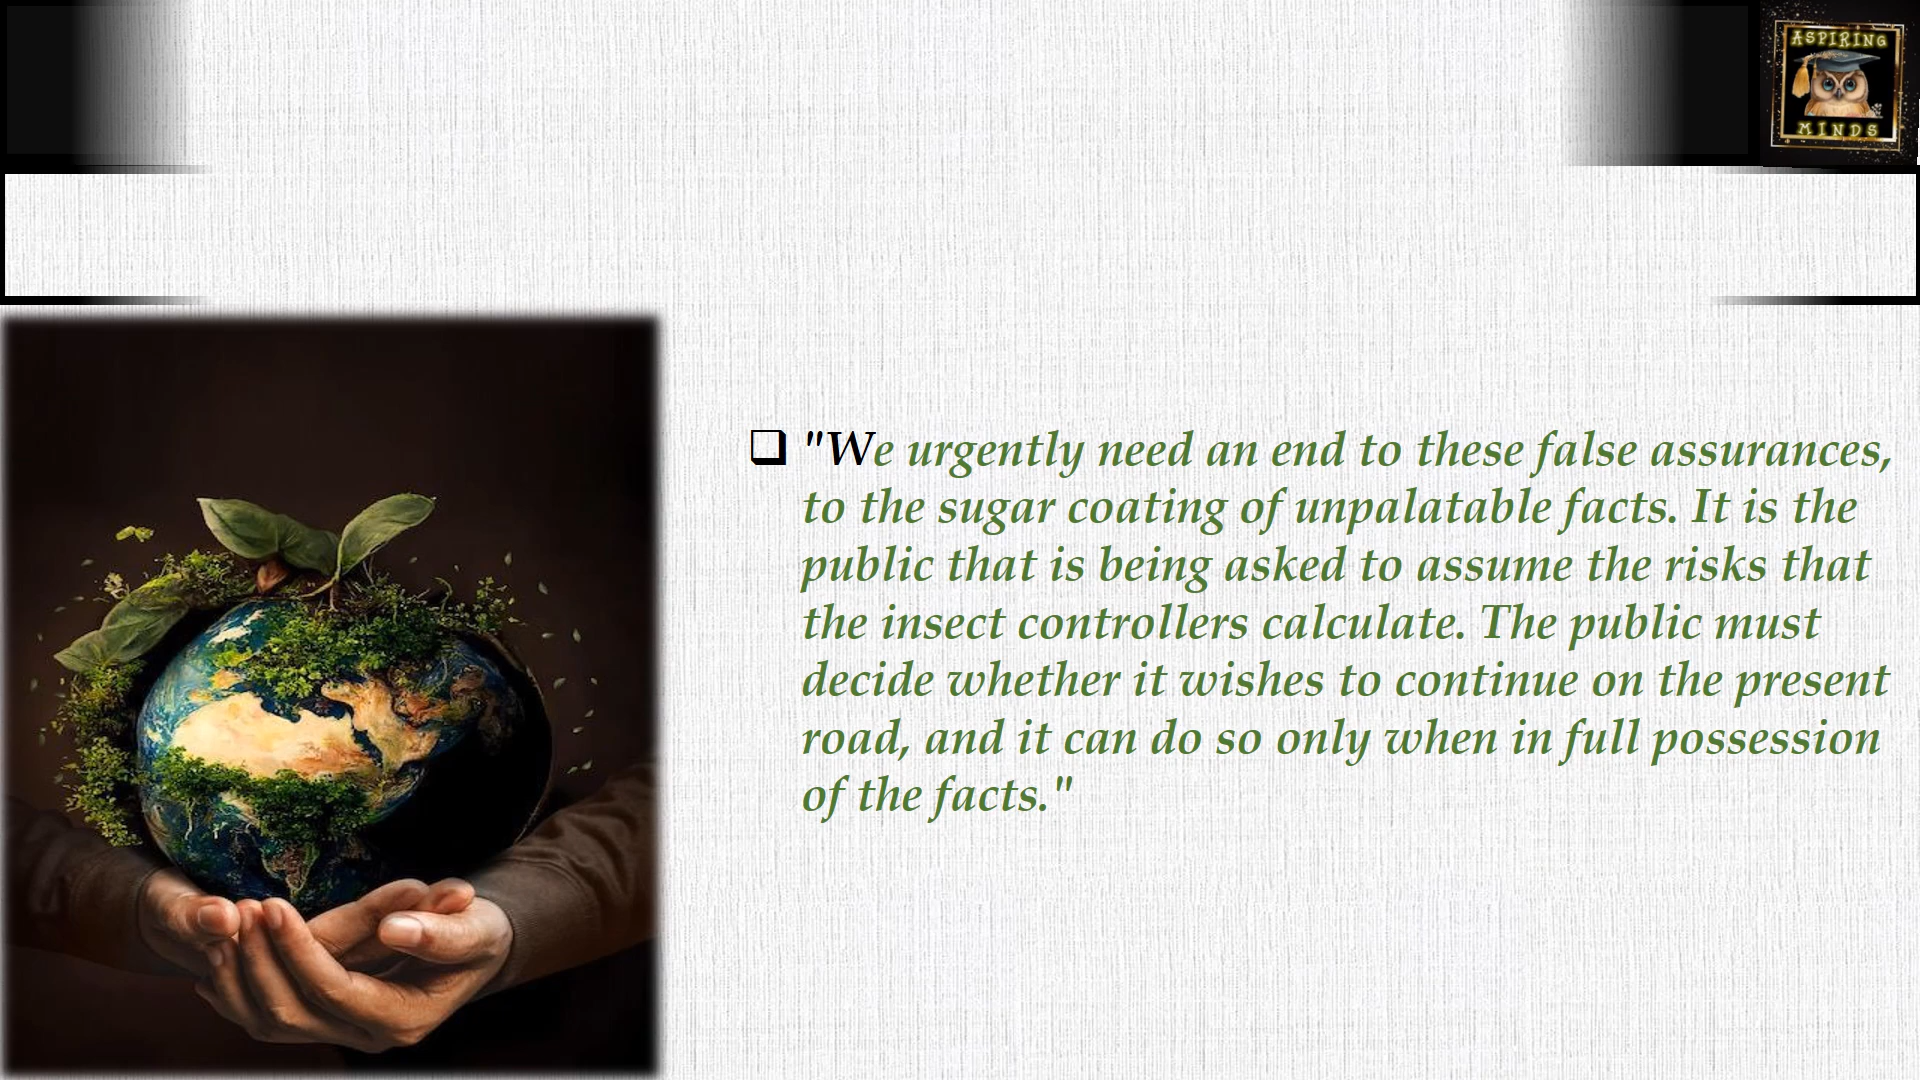 ASPIRING
MINDS
"We urgently need an end to these false assurances,
to the sugar coating of unpalatable facts. It is the
public that is being asked to assume the risks that
the insect controllers calculate. The public must
decide whether it wishes to continue on the present
road, and it can do so only when in full possession
of the facts."